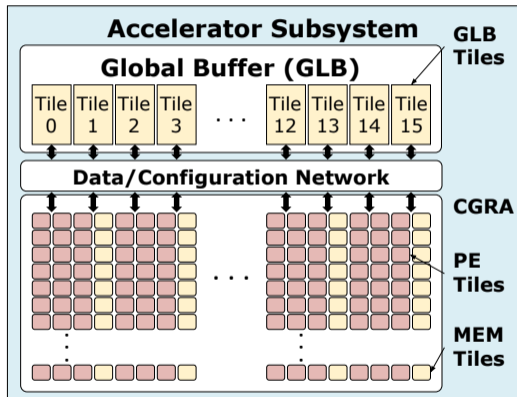 Accelerator Subsystem
Global Buffer (GLB)
GLB
Tiles
Tile
0
Tile
1
Tile
2
Tile
3
. . .
Tile
12
Tile
13
Tile
14
Tile
15
Data/Configuration Network
CGRA
PE
Tiles
. . .
MEM
Tiles